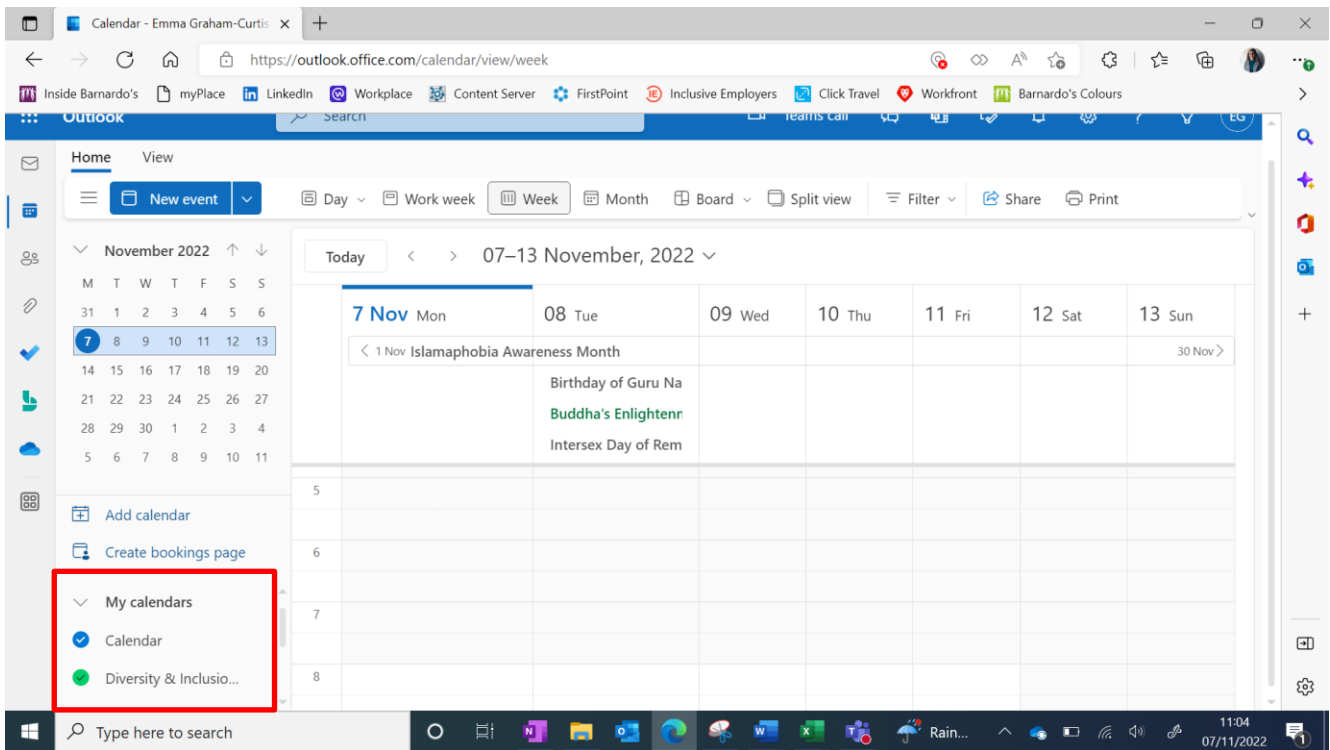 Calendar - Emma Graham-Curtis
https://outlook.office.com/calendar/view/week
Inside Barnardo's myPlace LinkedIn Workplace Content Server FirstPoint Inclusive Employers Click Travel Workfront Barnardo's Colours
Outlook Search Teams call EG
Home View
New event Day Work week Week Month Board Split view Filter Share Print
November 2022
M T W T F S S
31 1 2 3 4 5 6
7 8 9 10 11 12 13
14 15 16 17 18 19 20
21 22 23 24 25 26 27
28 29 30 1 2 3 4
5 6 7 8 9 10 11
Add calendar
Create bookings page
My calendars
Calendar
Diversity & Inclusio...
Today 07–13 November, 2022
7 Nov Mon 08 Tue 09 Wed 10 Thu 11 Fri 12 Sat 13 Sun
1 Nov Islamaphobia Awareness Month 30 Nov
Birthday of Guru Na
Buddha's Enlightenm
Intersex Day of Rem
5
6
7
8
Type here to search Rain... 11:04
07/11/2022
1